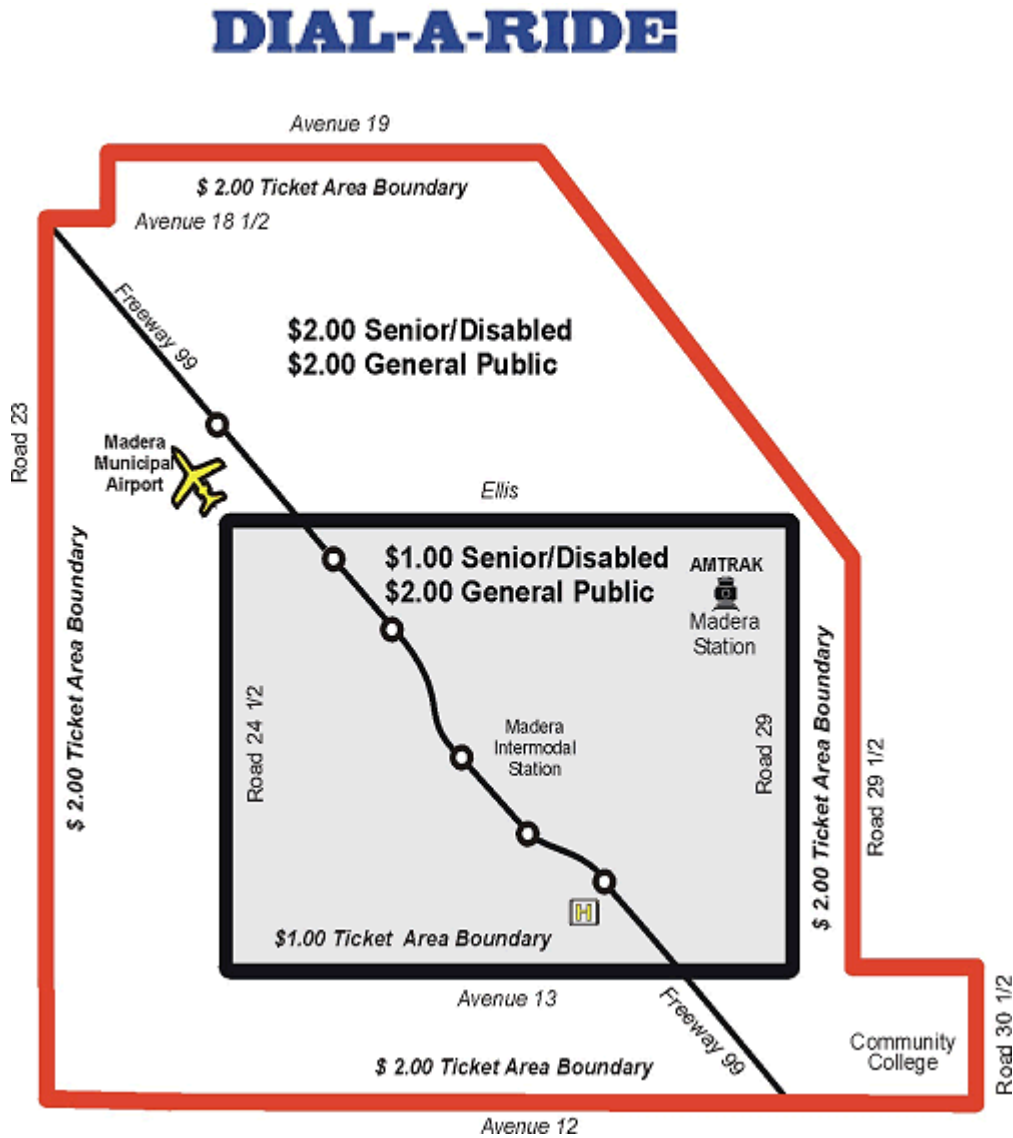 DIAL-A-RIDE
Avenue 19
$ 2.00 Ticket Area Boundary
Avenue 18 1/2
Freeway 99
$2.00 Senior/Disabled
$2.00 General Public
Road 23
Madera
Municipal
Airport
Ellis
$1.00 Senior/Disabled
$2.00 General Public
AMTRAK
Madera
Station
$ 2.00 Ticket Area Boundary
Road 24 1/2
Madera
Intermodal
Station
Road 29
$ 2.00 Ticket Area Boundary
Road 29 1/2
H
$1.00 Ticket Area Boundary
Avenue 13
Freeway 99
Community
College
Road 30 1/2
$ 2.00 Ticket Area Boundary
Avenue 12